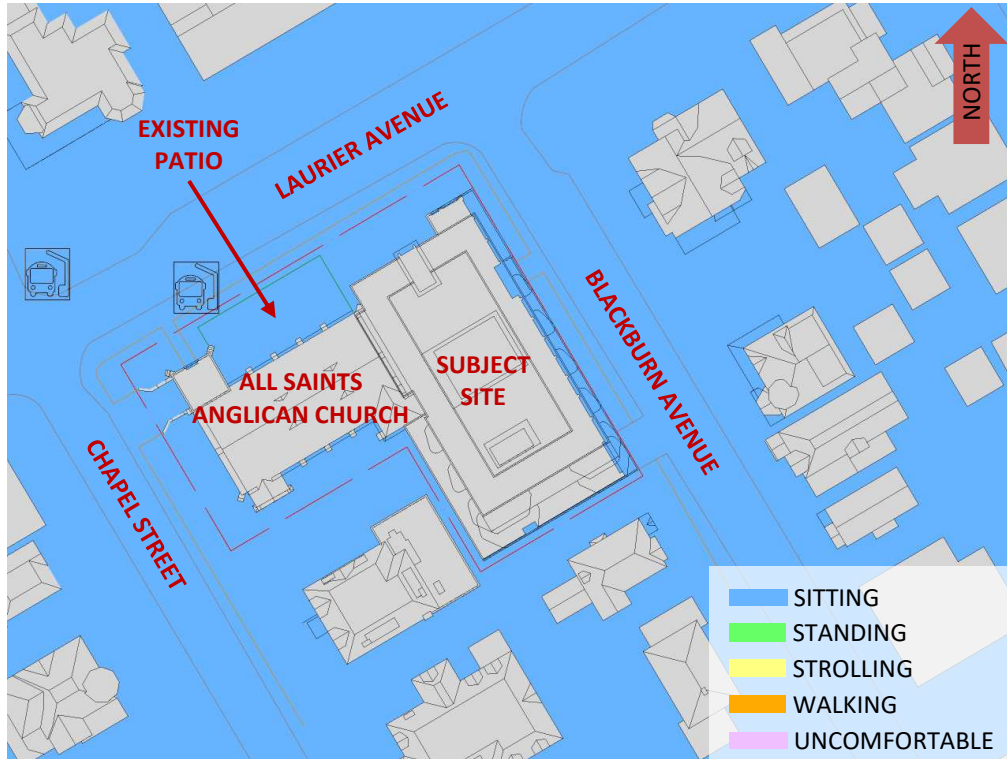 NORTH
EXISTING
PATIO
LAURIER AVENUE
BLACKBURN AVENUE
SUBJECT
SITE
ALL SAINTS
ANGLICAN CHURCH
CHAPEL STREET
SITTING
STANDING
STROLLING
WALKING
UNCOMFORTABLE